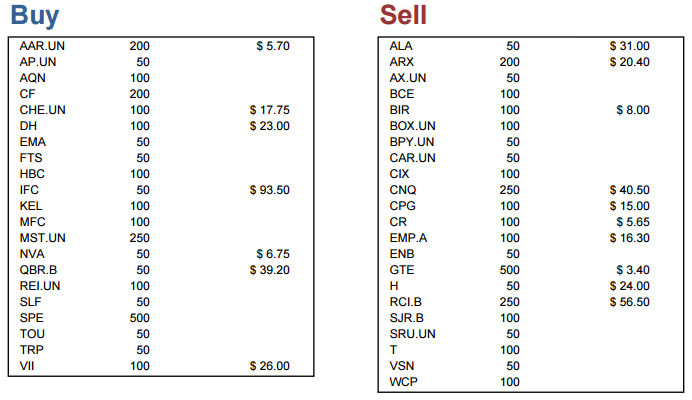 Buy
AAR.UN 200 $ 5.70
AP.UN 50
AQN 100
CF 200
CHE.UN 100 $ 17.75
DH 100 $ 23.00
EMA 50
FTS 50
HBC 100
IFC 50 $ 93.50
KEL 100
MFC 100
MST.UN 250
NVA 50 $ 6.75
QBR.B 50 $ 39.20
REI.UN 100
SLF 50
SPE 500
TOU 50
TRP 50
VII 100 $ 26.00
Sell
ALA 50 $ 31.00
ARX 200 $ 20.40
AX.UN 50
BCE 100
BIR 100 $ 8.00
BOX.UN 100
BPY.UN 50
CAR.UN 50
CIX 100
CNQ 250 $ 40.50
CPG 100 $ 15.00
CR 100 $ 5.65
EMP.A 100 $ 16.30
ENB 50
GTE 500 $ 3.40
H 50 $ 24.00
RCI.B 250 $ 56.50
SJR.B 100
SRU.UN 50
T 100
VSN 50
WCP 100